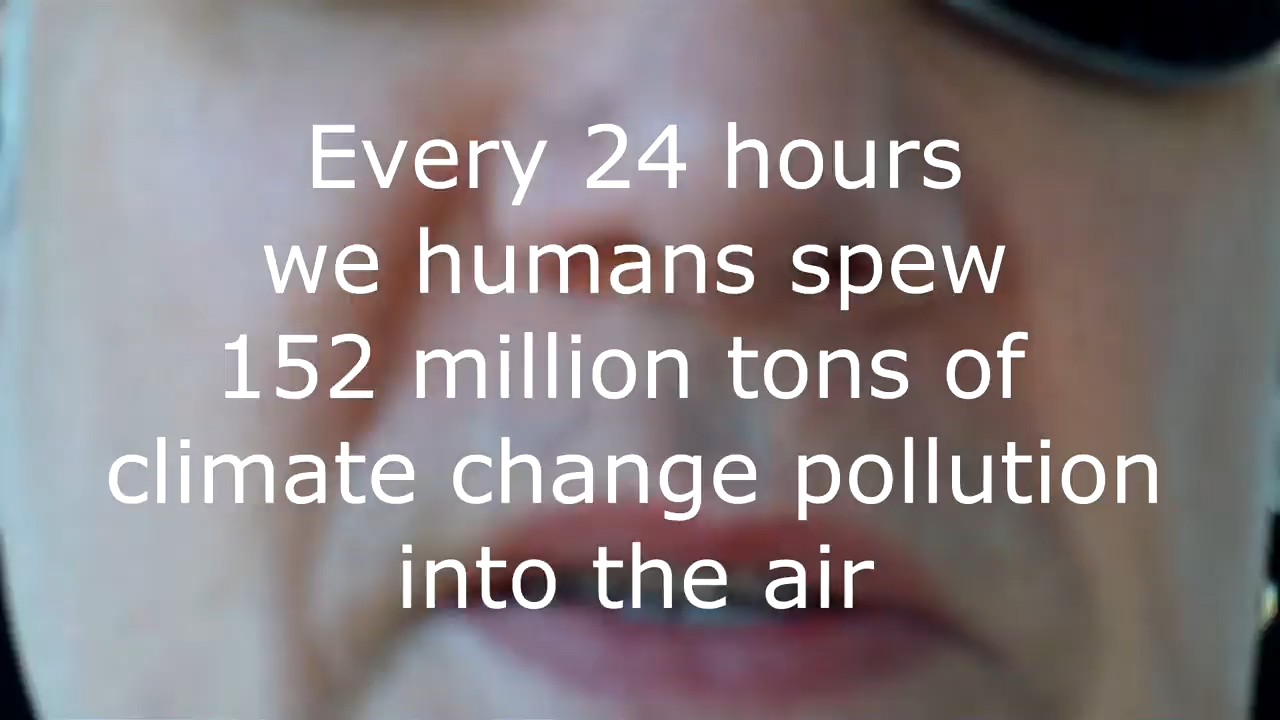 Every 24 hours
we humans spew
152 million tons of
climate change pollution
into the air